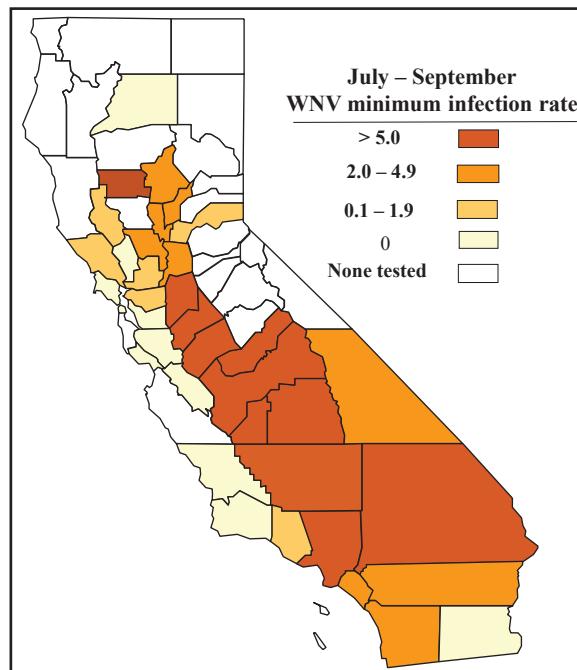 July – September
WNV minimum infection rate
> 5.0
2.0 – 4.9
0.1 – 1.9
0
None tested